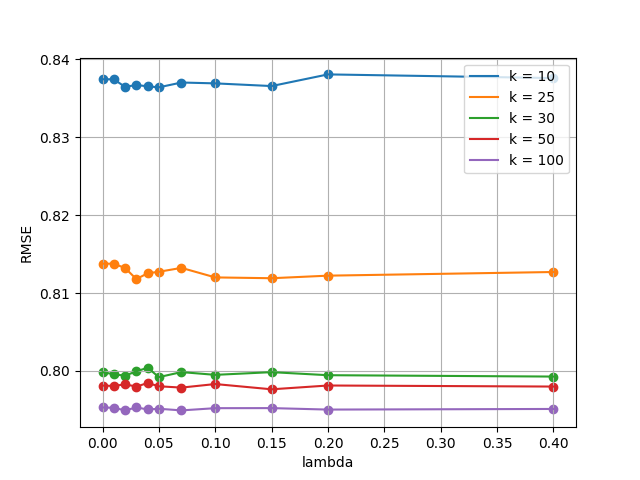 0.84
0.83
0.82
0.81
0.80
RMSE
k = 10
k = 25
k = 30
k = 50
k = 100
0.00 0.05 0.10 0.15 0.20 0.25 0.30 0.35 0.40
lambda